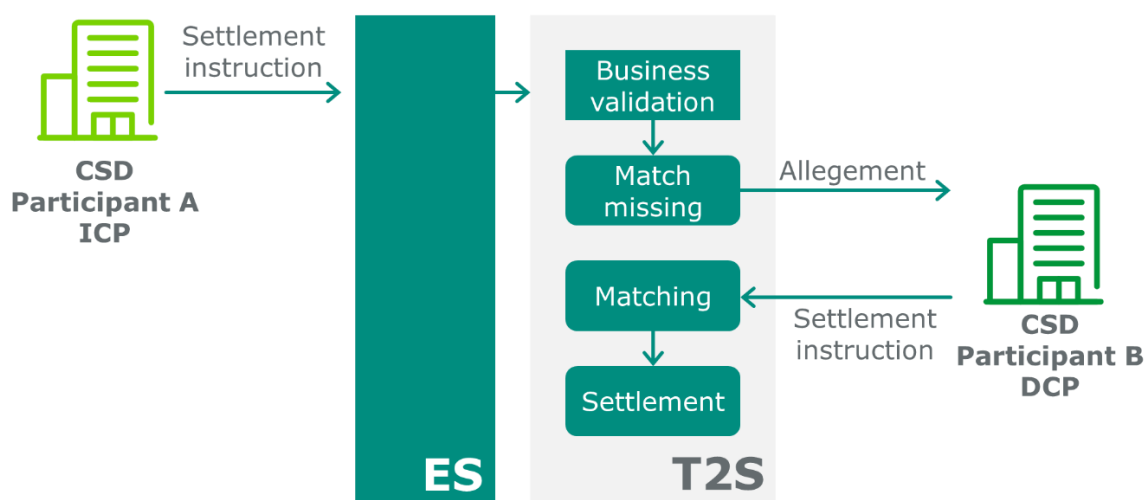 Settlement
instruction
CSD
Participant A
ICP
ES
Business
validation
Match
missing
Allegement
Matching
Settlement
instruction
Settlement
T2S
CSD
Participant B
DCP